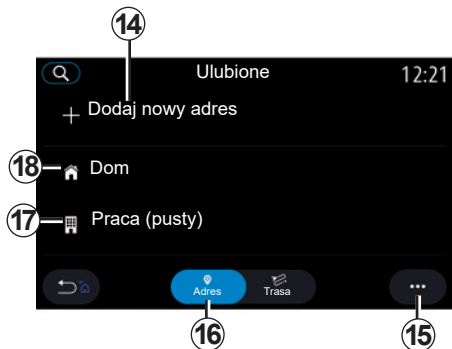 14
Ulubione 12:21
+ Dodaj nowy adres
18 Dom
17 Praca (pusty)
Adres Trasa
16 15